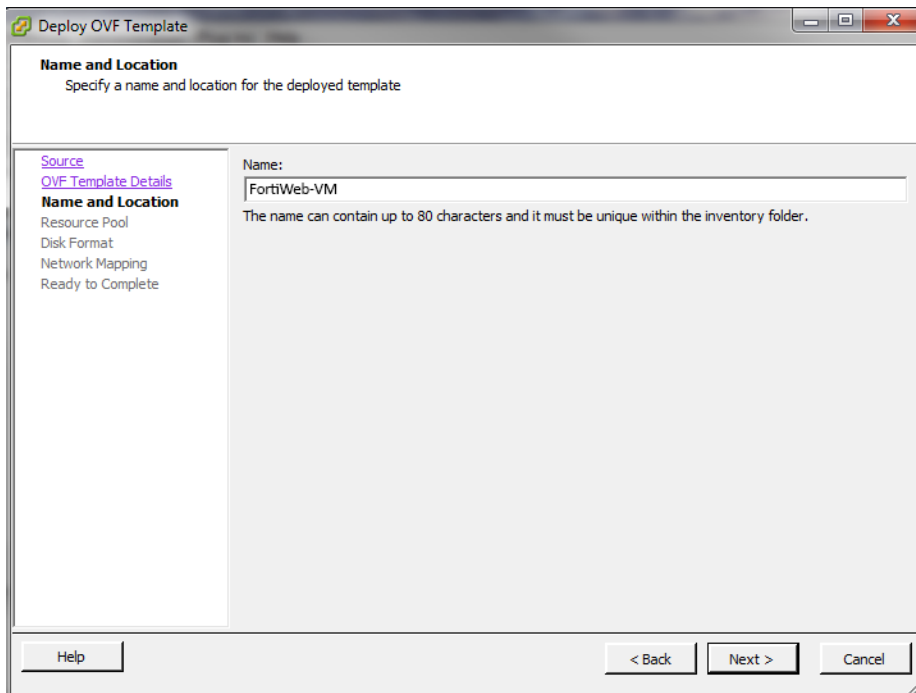 Deploy OVF Template
Name and Location
Specify a name and location for the deployed template
Source
OVF Template Details
Name and Location
Resource Pool
Disk Format
Network Mapping
Ready to Complete
Name:
FortiWeb-VM
The name can contain up to 80 characters and it must be unique within the inventory folder.
Help
< Back
Next >
Cancel